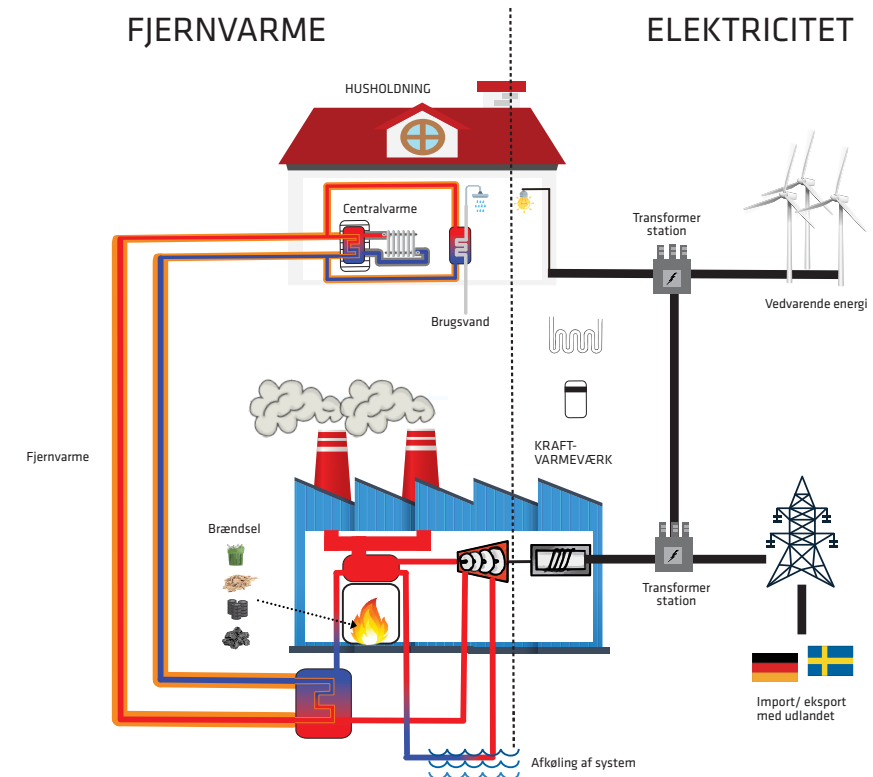 FJERNVARME
ELEKTRICITET
HUSHOLDNING
Centralvarme
Transformer
station
Vedvarende energi
Brugsvand
KRAFT-
VARMEVÆRK
Fjernvarme
Brændsel
Transformer
station
Import/ eksport
med udlandet
Afkøling af system